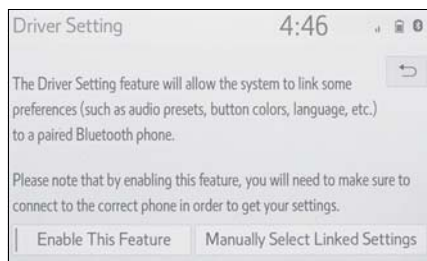 Driver Setting 4:46
The Driver Setting feature will allow the system to link some
preferences (such as audio presets, button colors, language, etc.)
to a paired Bluetooth phone.
Please note that by enabling this feature, you will need to make sure to
connect to the correct phone in order to get your settings.
Enable This Feature Manually Select Linked Settings